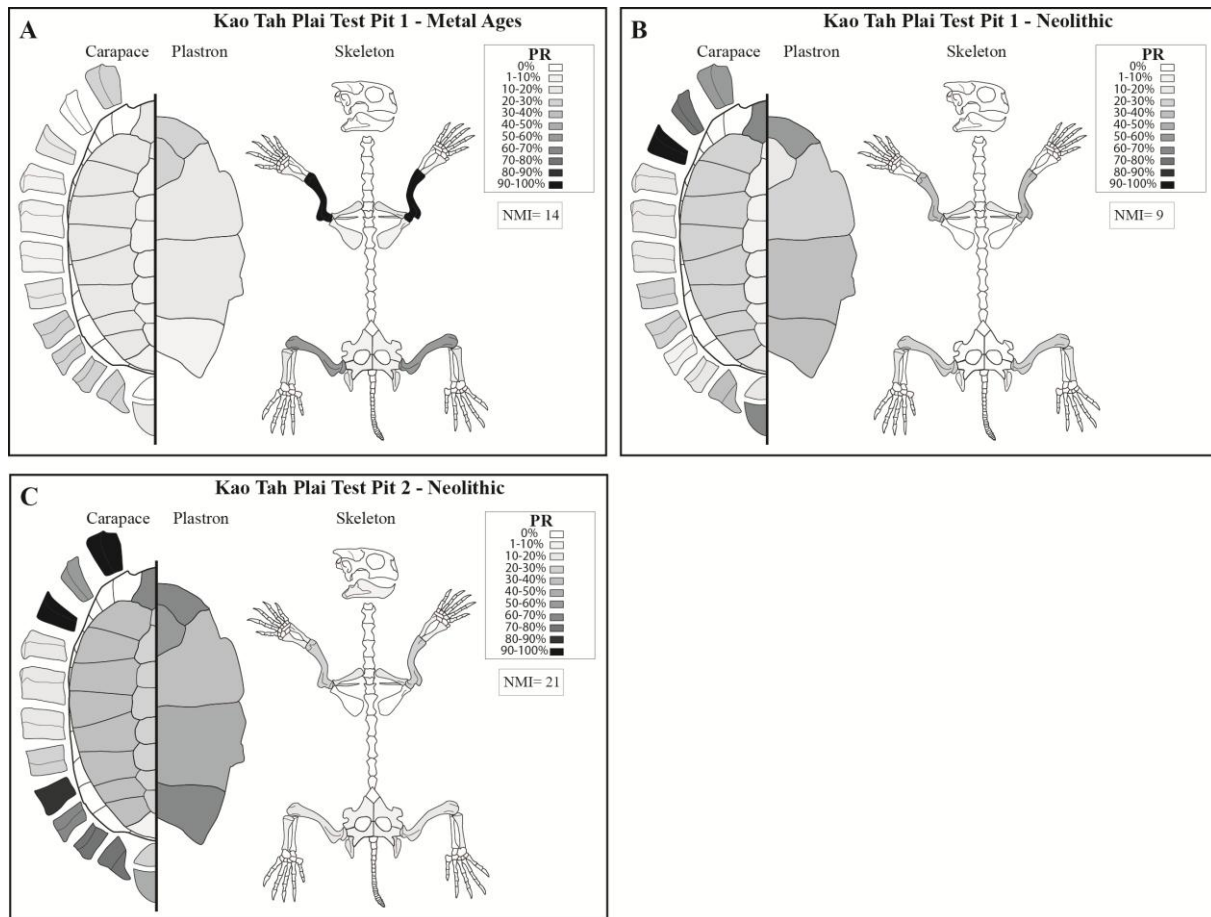 A
Kao Tah Plai Test Pit 1 - Metal Ages
Carapace Plastron Skeleton
PR
0%
1-10%
10-20%
20-30%
30-40%
40-50%
50-60%
60-70%
70-80%
80-90%
90-100%
NMI= 14
B
Kao Tah Plai Test Pit 1 - Neolithic
Carapace Plastron Skeleton
PR
0%
1-10%
10-20%
20-30%
30-40%
40-50%
50-60%
60-70%
70-80%
80-90%
90-100%
NMI= 9
C
Kao Tah Plai Test Pit 2 - Neolithic
Carapace Plastron Skeleton
PR
0%
1-10%
10-20%
20-30%
30-40%
40-50%
50-60%
60-70%
70-80%
80-90%
90-100%
NMI= 21